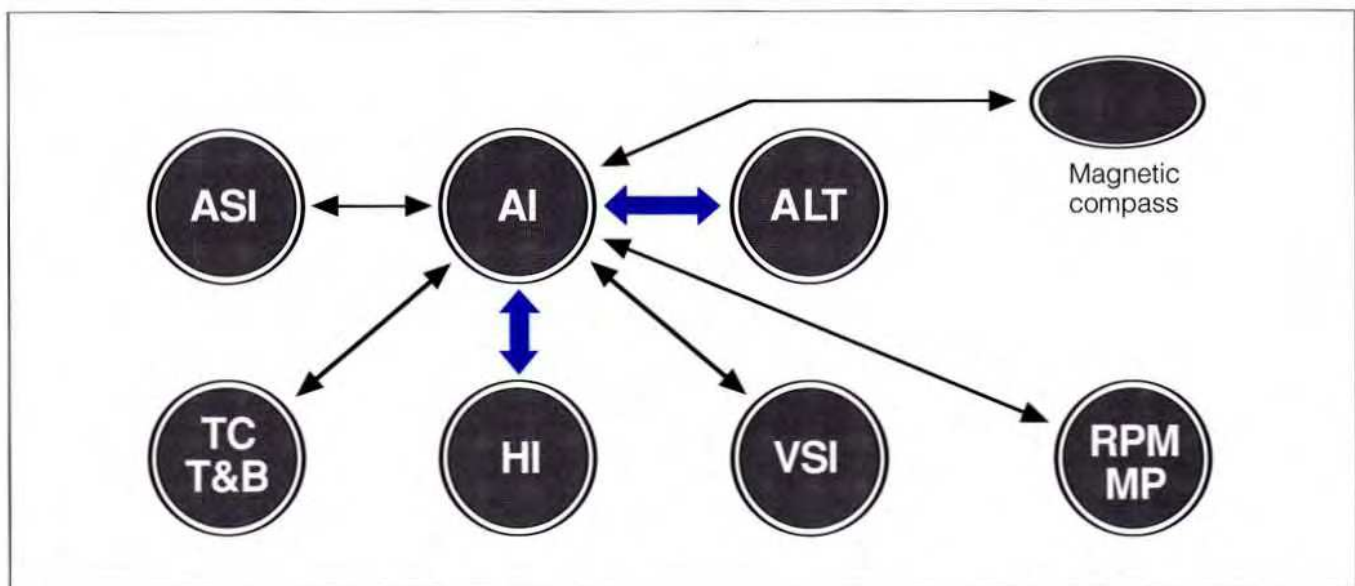 Magnetic
compass
ASI
AI
ALT
TC
T&B
HI
VSI
RPM
MP